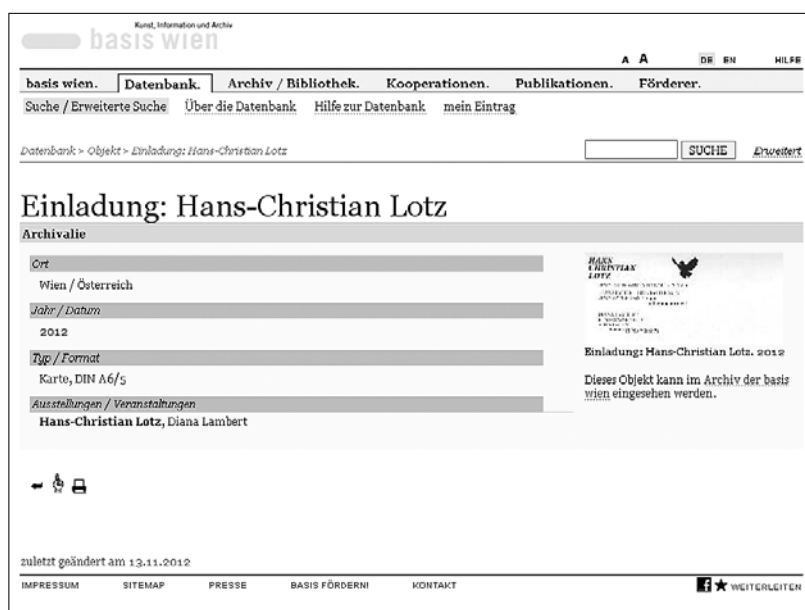 Kunst, Information und Archiv
basis wien
A A DE EN HILFE
basis wien. Datenbank. Archiv / Bibliothek. Kooperationen. Publikationen. Förderer.
Suche / Erweiterte Suche Über die Datenbank Hilfe zur Datenbank mein Eintrag
Datenbank > Objekt > Einladung: Hans-Christian Lotz SUCHE Erweitert
Einladung: Hans-Christian Lotz
Archivalie
Ort
Wien / Österreich
Jahr / Datum
2012
Typ / Format
Karte, DIN A6/5
Ausstellungen / Veranstaltungen
Hans-Christian Lotz, Diana Lambert
HANS
CHRISTIAN
LOTZ
Einladung: Hans-Christian Lotz. 2012
Dieses Objekt kann im Archiv der basis
wien eingesehen werden.
zuletzt geändert am 13.11.2012
IMPRESSUM SITEMAP PRESSE BASIS FÖRDERN! KONTAKT WEITERLEITEN